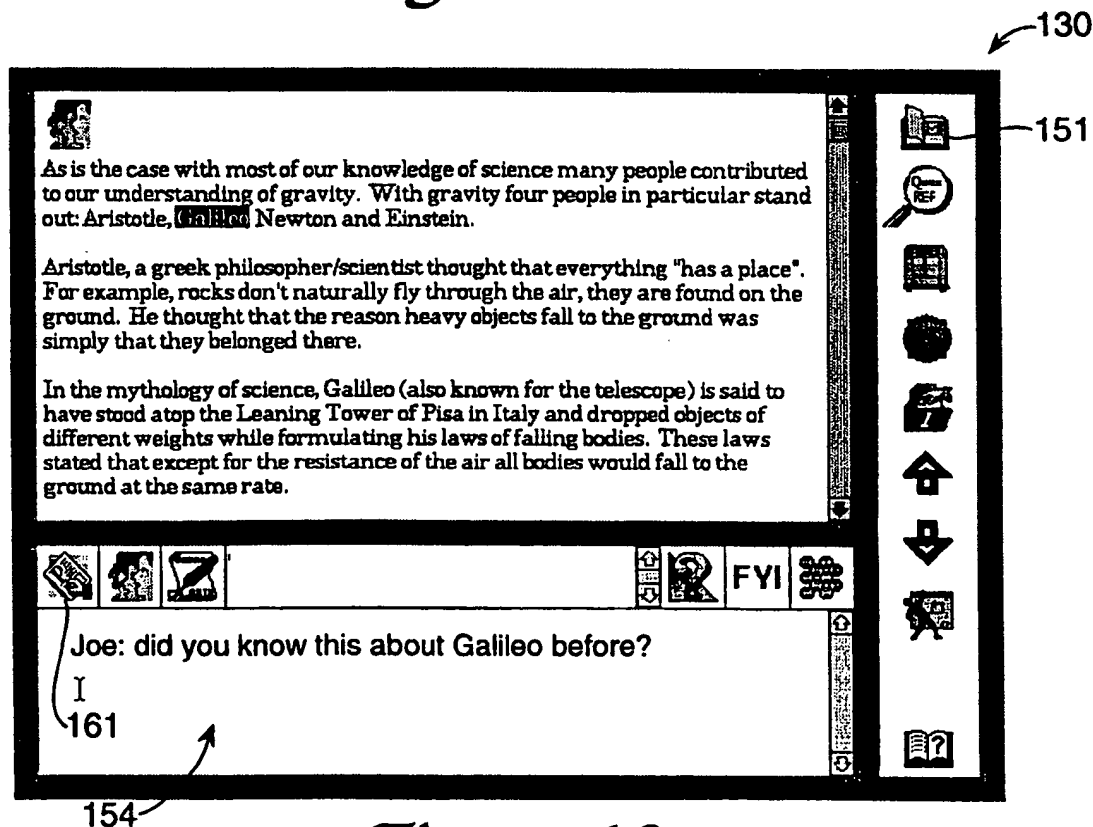 130
151
As is the case with most of our knowledge of science many people contributed
to our understanding of gravity. With gravity four people in particular stand
out: Aristotle, Galileo Newton and Einstein.
Aristotle, a greek philosopher/scientist thought that everything "has a place".
For example, rocks don't naturally fly through the air, they are found on the
ground. He thought that the reason heavy objects fall to the ground was
simply that they belonged there.
In the mythology of science, Galileo (also known for the telescope) is said to
have stood atop the Leaning Tower of Pisa in Italy and dropped objects of
different weights while formulating his laws of falling bodies. These laws
stated that except for the resistance of the air all bodies would fall to the
ground at the same rate.
REF
FYI
Joe: did you know this about Galileo before?
161
?
154